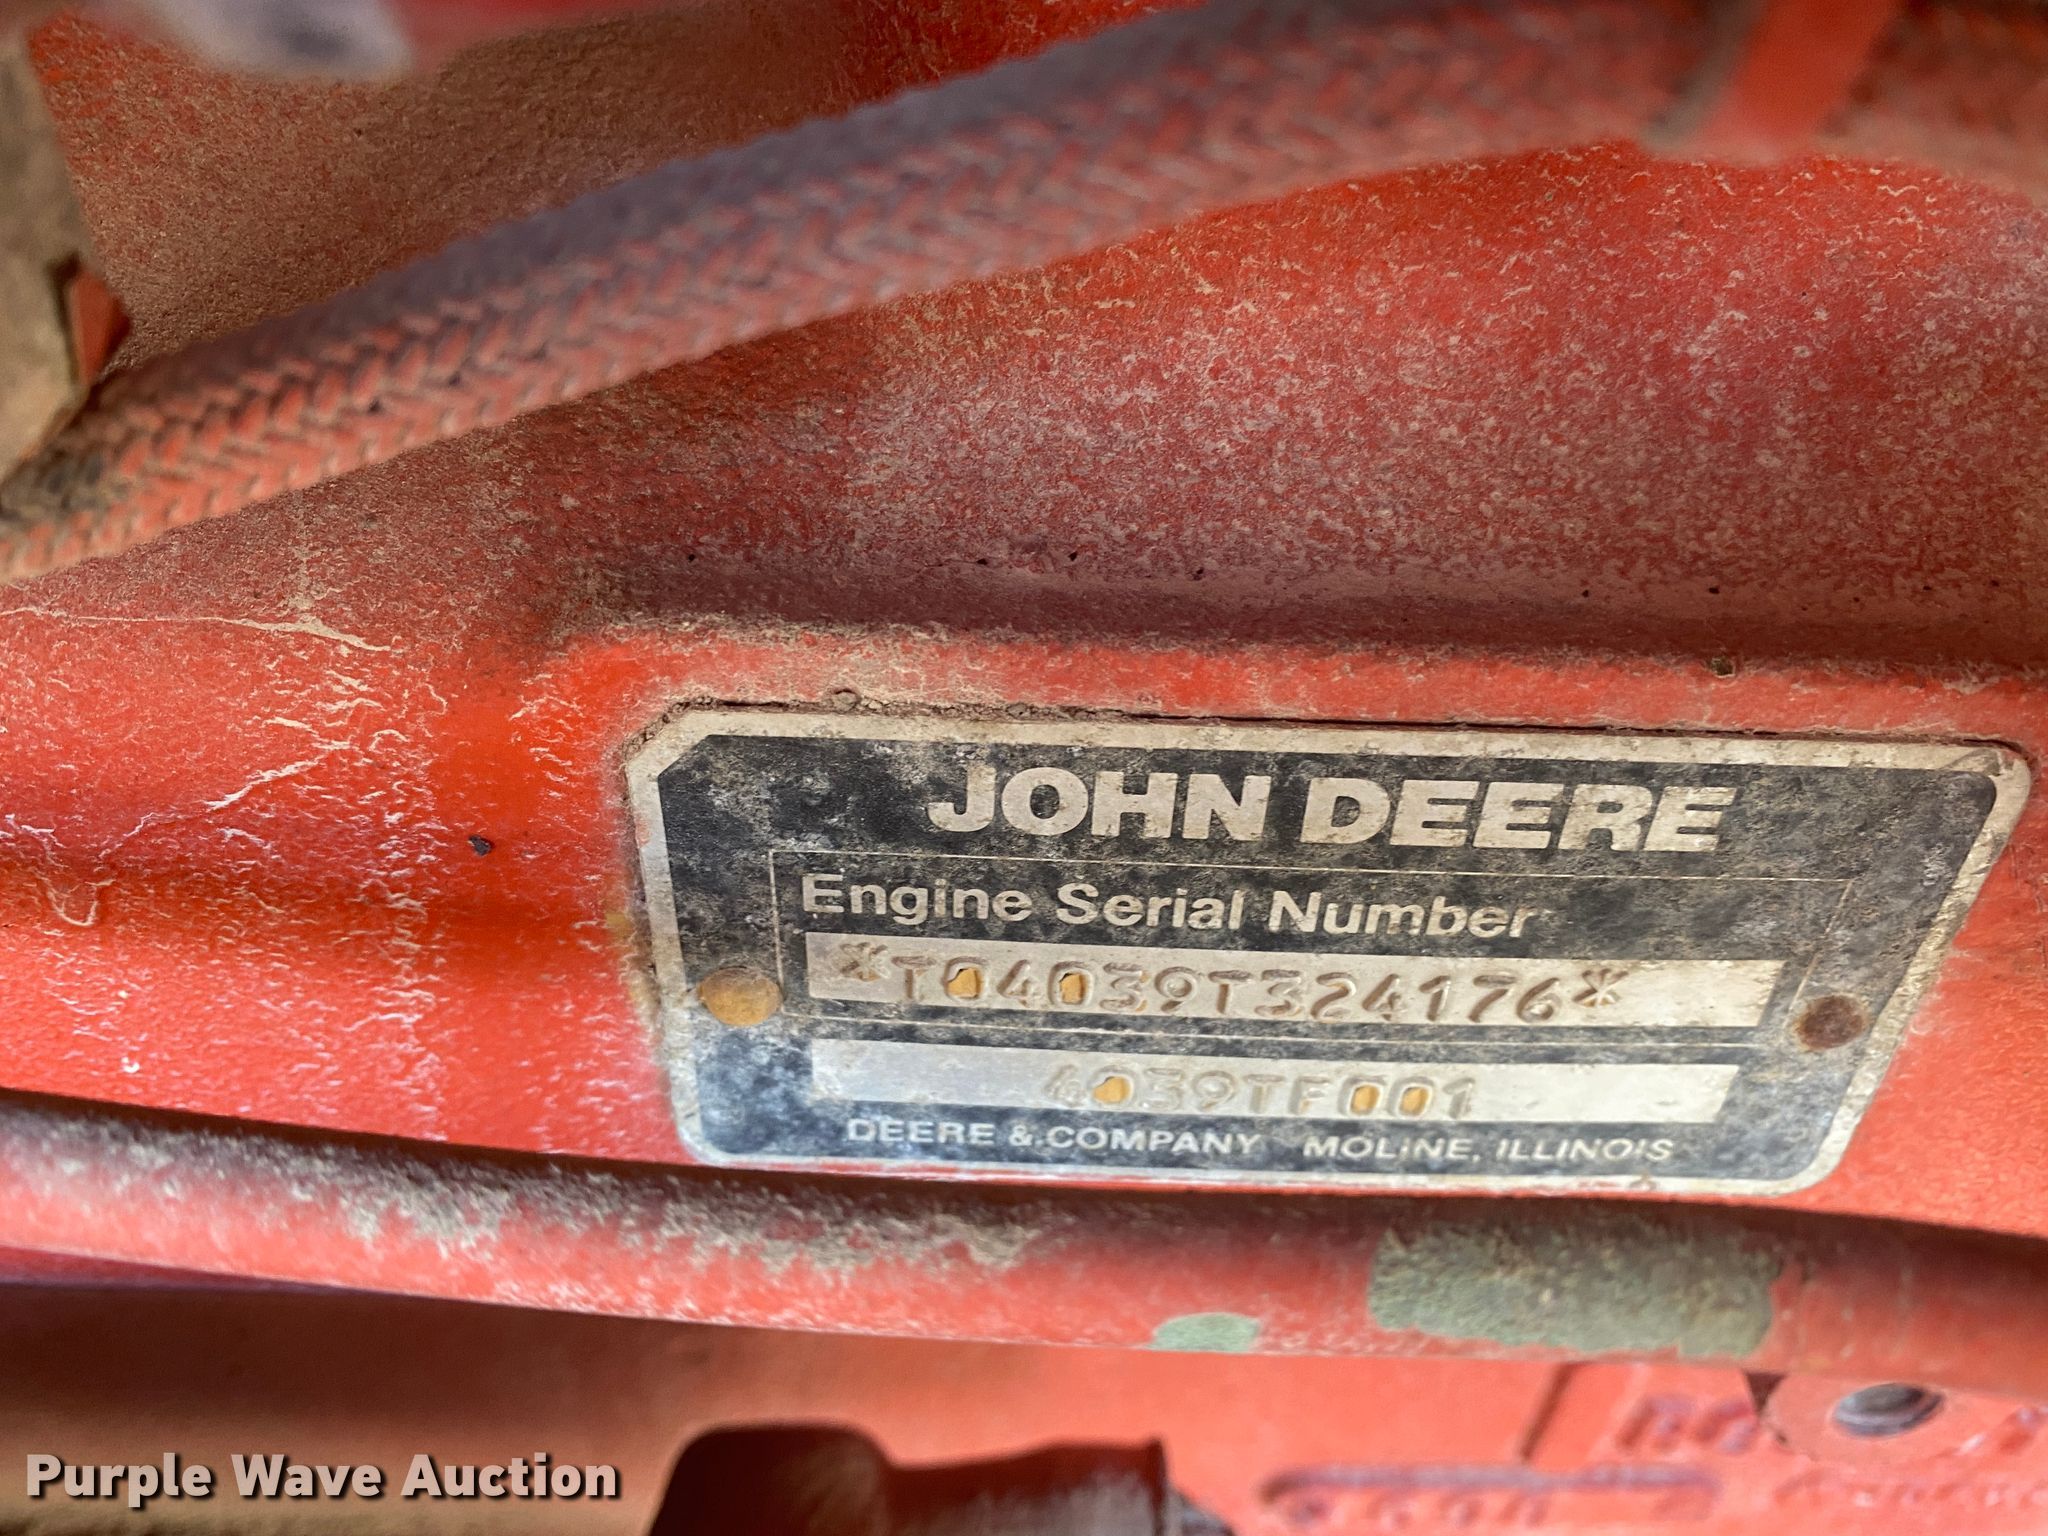 JOHN DEERE
Engine Serial Number
*T04039T324176*
4039TF001
DEERE & COMPANY MOLINE, ILLINOIS
Purple Wave Auction